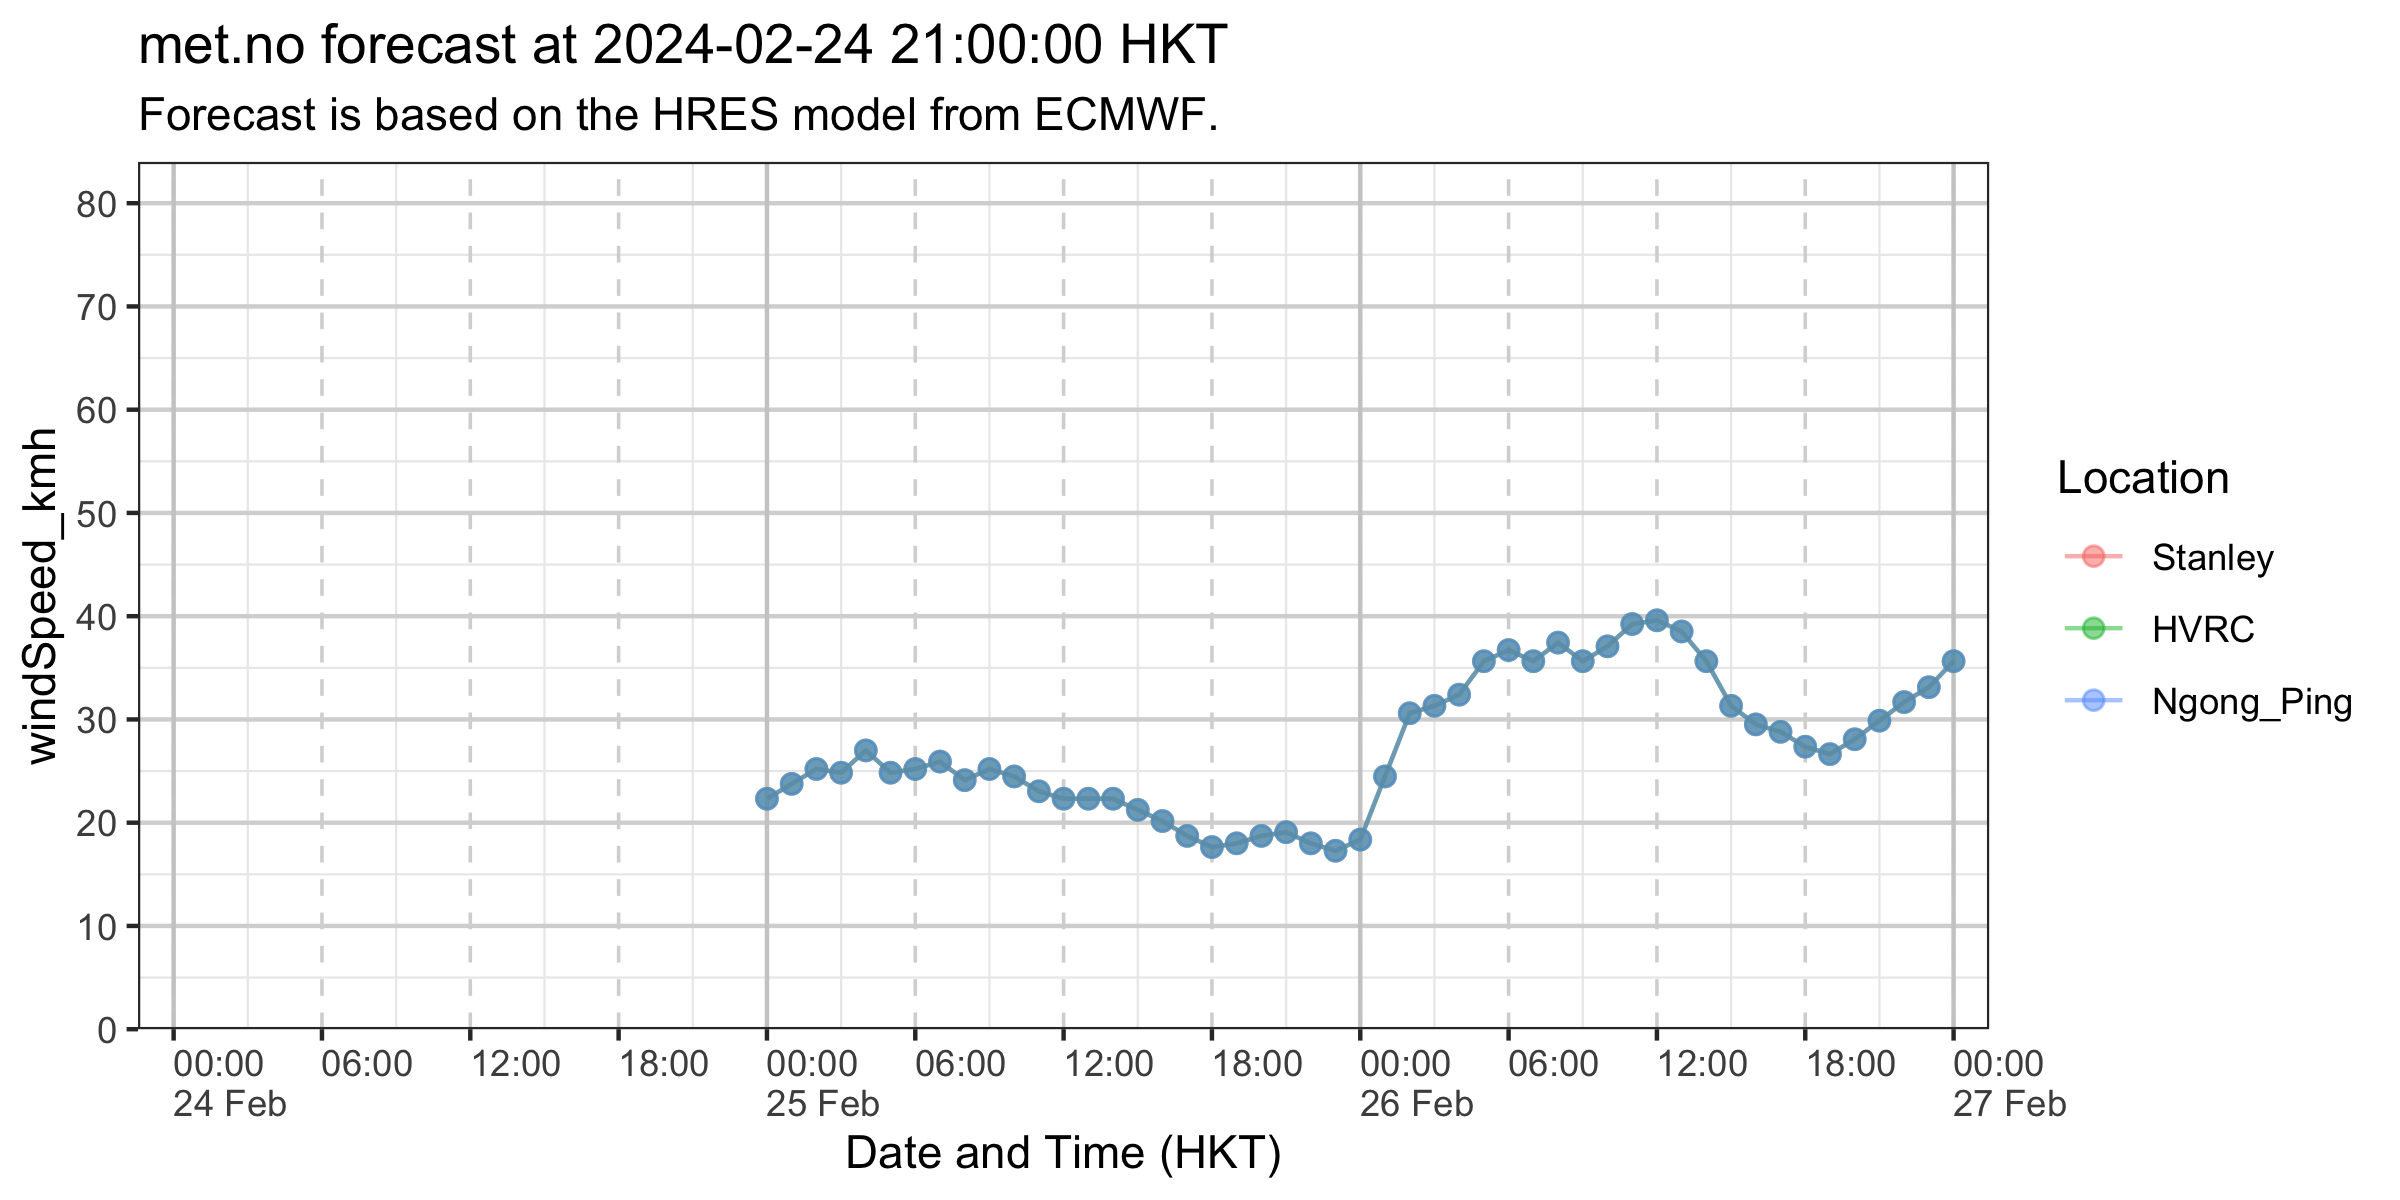 met.no forecast at 2024-02-24 21:00:00 HKT
Forecast is based on the HRES model from ECMWF.
windSpeed_kmh
80
70
60
50
40
30
20
10
0
00:00 06:00 12:00 18:00 00:00 06:00 12:00 18:00 00:00 06:00 12:00 18:00 00:00
24 Feb 25 Feb 26 Feb 27 Feb
Date and Time (HKT)
Location
Stanley
HVRC
Ngong_Ping